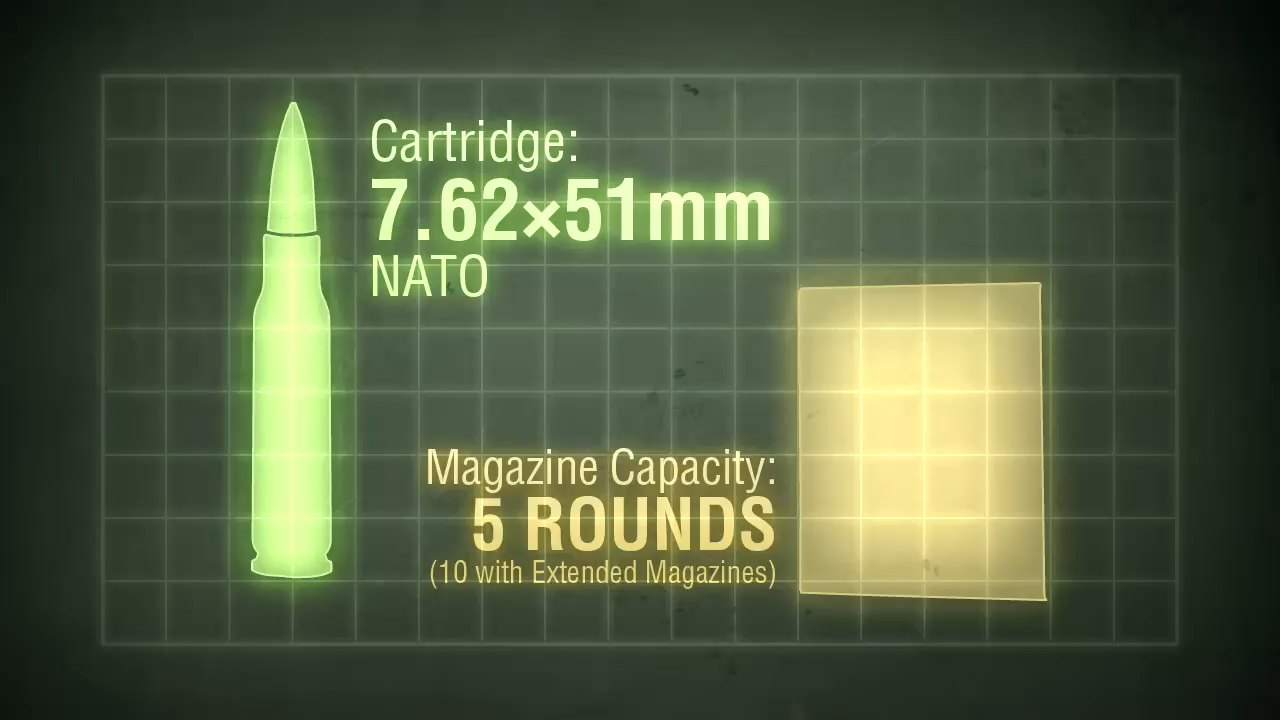 Cartridge:
7.62×51mm
NATO
Magazine Capacity:
5 ROUNDS
(10 with Extended Magazines)